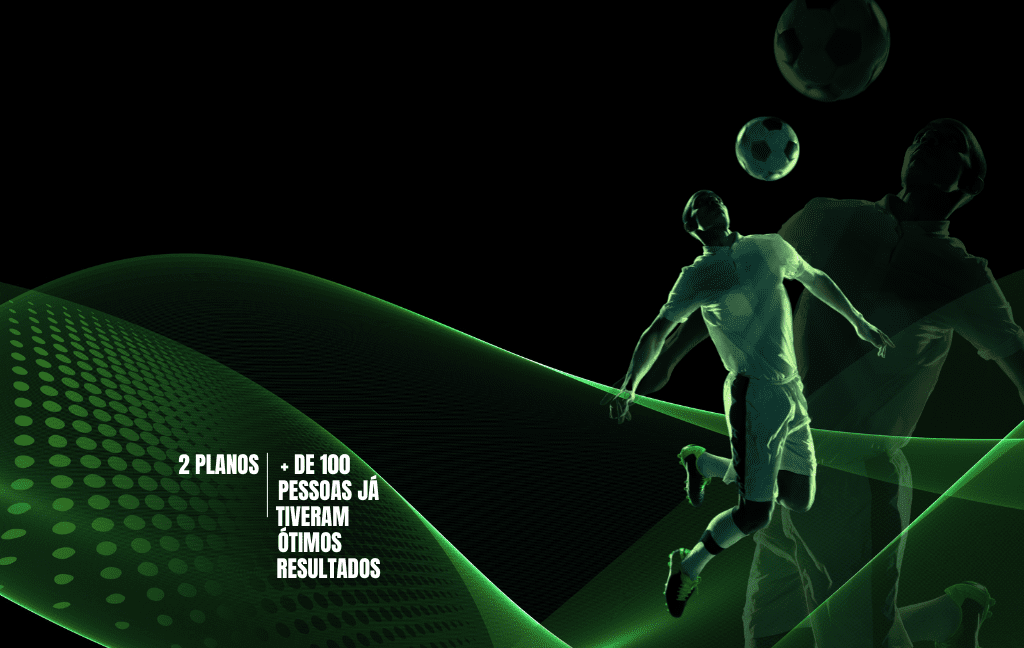 2 PLANOS
+ DE 100
PESSOAS JÁ
TIVERAM
ÓTIMOS
RESULTADOS